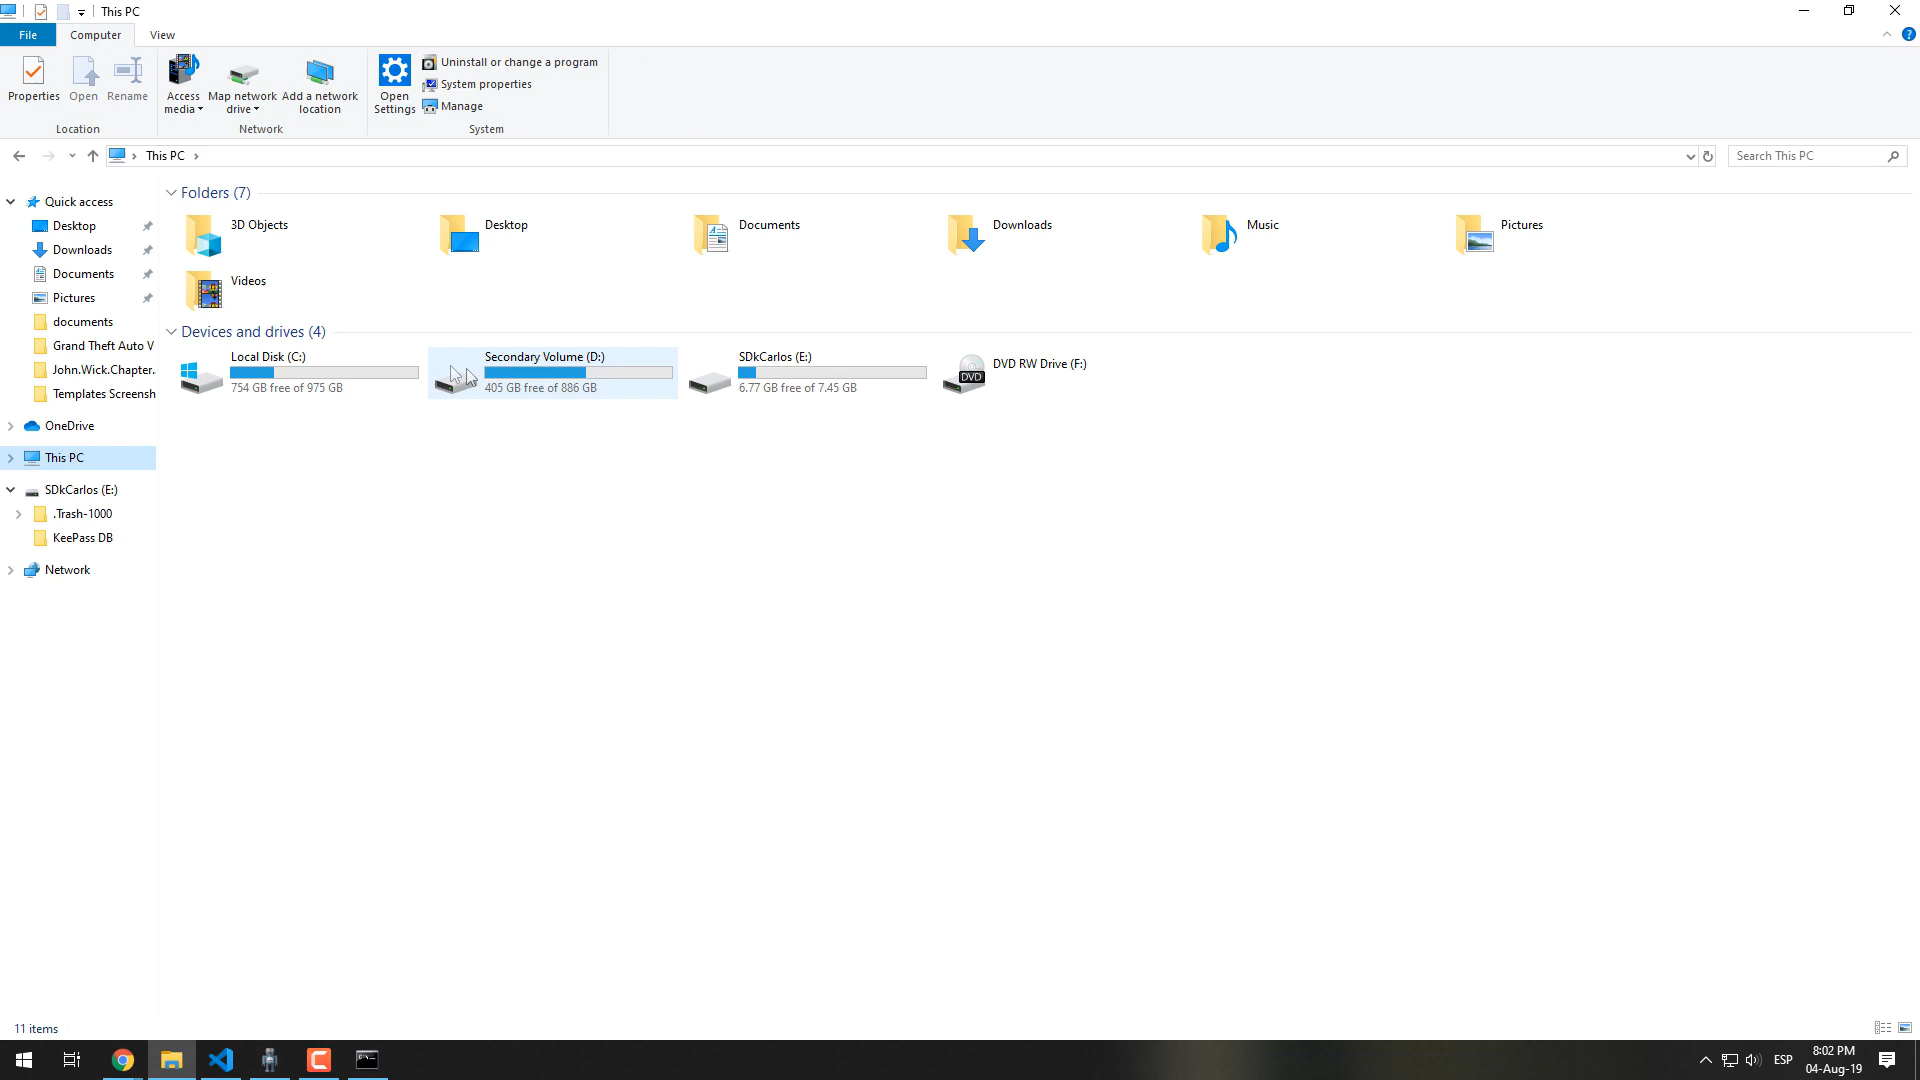 This PC
File
Computer
View
Properties
Open
Rename
Access media
Map network drive
Add a network location
Open Settings
Uninstall or change a program
System properties
Manage
Location
Network
System
This PC
Search This PC
Quick access
Desktop
Downloads
Documents
Pictures
documents
Grand Theft Auto V
John.Wick.Chapter.
Templates Screensh
OneDrive
This PC
SDkCarlos (E:)
.Trash-1000
KeePass DB
Network
Folders (7)
3D Objects
Desktop
Documents
Downloads
Music
Pictures
Videos
Devices and drives (4)
Local Disk (C:)
754 GB free of 975 GB
Secondary Volume (D:)
405 GB free of 886 GB
SDkCarlos (E:)
6.77 GB free of 7.45 GB
DVD
DVD RW Drive (F:)
11 items
ESP
8:02 PM
04-Aug-19